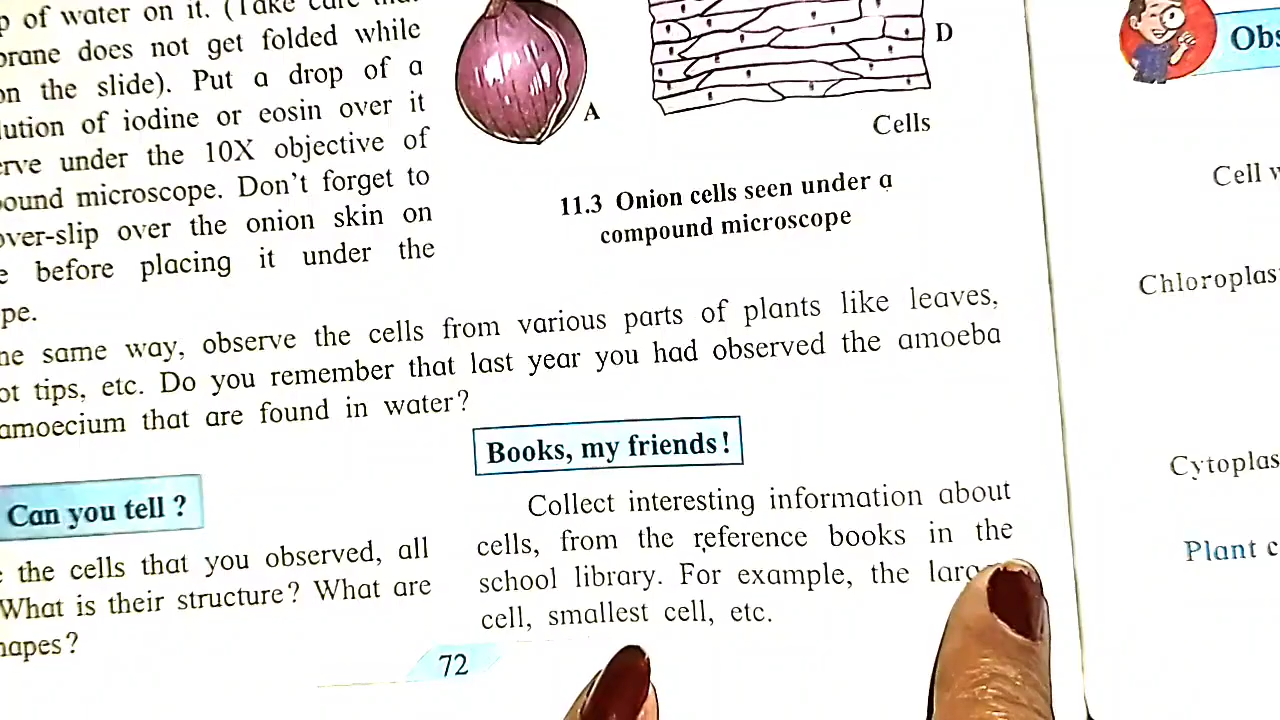 p of water on it. (Take care that
brane does not get folded while
on the slide). Put a drop of a
lution of iodine or eosin over it
erve under the 10X objective of
ound microscope. Don't forget to
over-slip over the onion skin on
e before placing it under the
pe.
A
D
Cells
11.3 Onion cells seen under a
compound microscope
ne same way, observe the cells from various parts of plants like leaves,
ot tips, etc. Do you remember that last year you had observed the amoeba
amoecium that are found in water?
Can you tell ?
the cells that you observed, all
What is their structure? What are
hapes?
Books, my friends!
Collect interesting information about
cells, from the reference books in the
school library. For example, the
cell, smallest cell, etc.
72
Obs
Cell w
Chloroplas
Cytoplas
Plant c